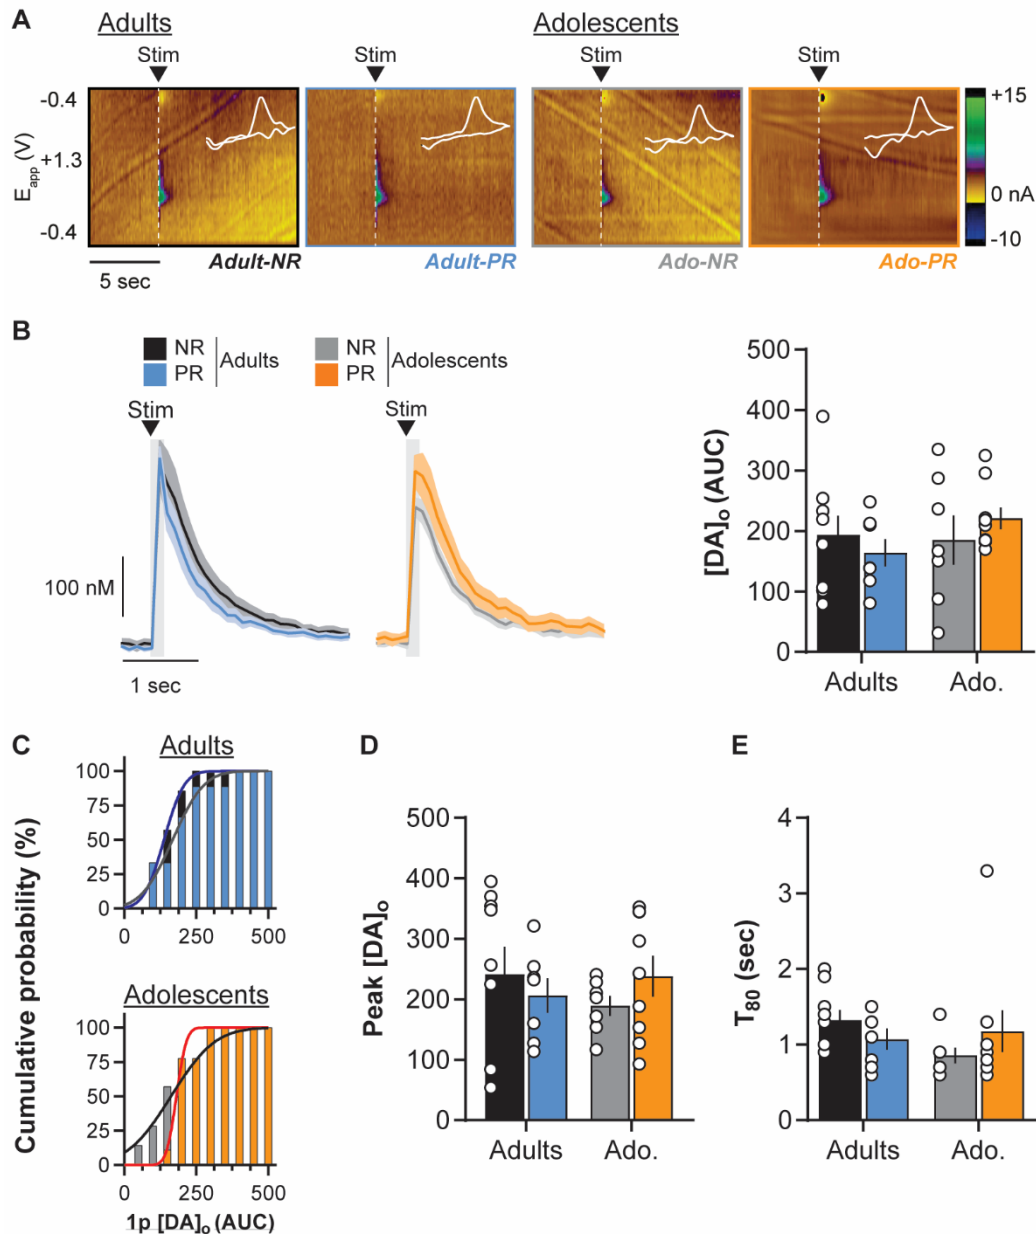 A
Adults
Adolescents
Stim
Stim
Stim
Stim
-0.4
+1.3
-0.4
Eapp (V)
+15
0 nA
-10
5 sec
Adult-NR
Adult-PR
Ado-NR
Ado-PR
B
NR
PR
Adults
NR
PR
Adolescents
Stim
Stim
100 nM
1 sec
[DA]o (AUC)
500
400
300
200
100
0
Adults
Ado.
C
Cumulative probability (%)
Adults
100
75
50
25
0
0
250
500
Adolescents
100
75
50
25
0
0
250
500
1p [DA]o (AUC)
D
Peak [DA]o
500
400
300
200
100
0
Adults
Ado.
E
T80 (sec)
4
3
2
1
0
Adults
Ado.